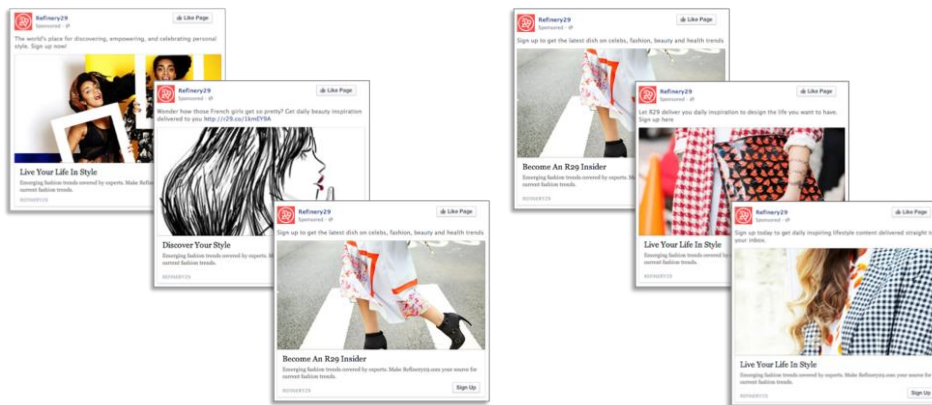 Refinery29
Like Page
Sponsored
The world's place for discovering, empowering, and celebrating personal
style. Sign up now!
Live Your Life In Style
Emerging fashion trends covered by experts. Make Refin
current fashion trends.
REFINERY29
Refinery29
Like Page
Sponsored
Wonder how those French girls get so pretty? Get daily beauty inspiration
delivered to you http://r29.co/1kmEY9A
Discover Your Style
Emerging fashion trends covered by experts. M
current fashion trends.
REFINERY29
Refinery29
Like Page
Sponsored
Sign up to get the latest dish on celebs, fashion, beauty and health trends
Become An R29 Insider
Emerging fashion trends covered by experts. Make Refinery29.com your source for
current fashion trends.
REFINERY29
Sign Up
Refinery29
Like Page
Sponsored
Sign up to get the latest dish on celebs, fashion, beauty and health trends
Become An R29 Insider
Emerging fashion trends covered by experts. M
current fashion trends.
REFINERY29
Refinery29
Like Page
Sponsored
Let R29 deliver you daily inspiration to design the life you want to have.
Sign up here
Live Your Life In Style
Emerging fashion trends covered by
current fashion trends.
REFINERY29
Refinery29
Like Page
Sponsored
Sign up today to get daily inspiring lifestyle content delivered straight t
your inbox.
Live Your Life In Style
Emerging fashion trends covered by experts. Make Refinery29.com your source for
current fashion trends.
REFINERY29
Sign Up